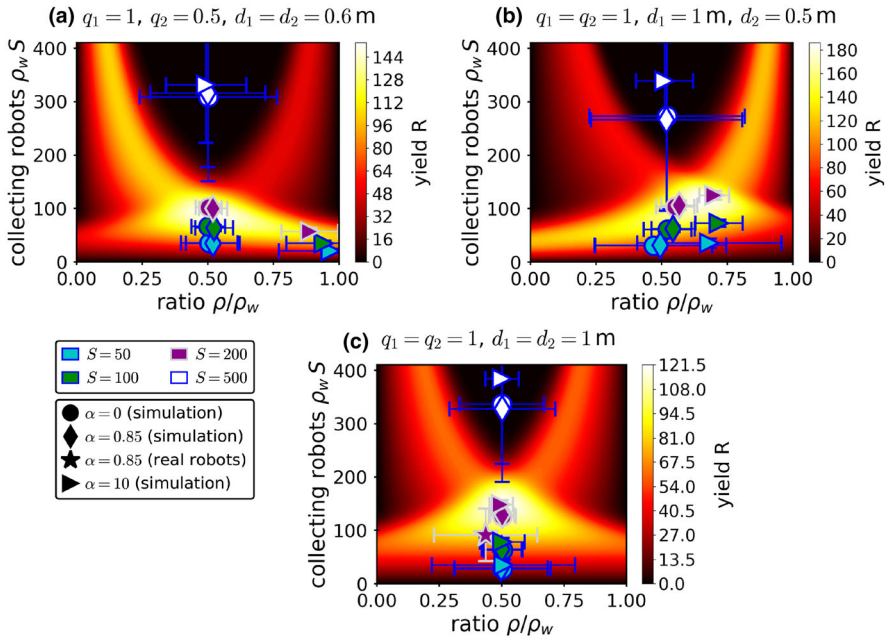 (a) q₁ = 1, q₂ = 0.5, d₁ = d₂ = 0.6 m
collecting robots ρ_w S
400
300
200
100
0
0.00 0.25 0.50 0.75 1.00
ratio ρ/ρ_w
144
128
112
96
80
64
48
32
16
0
yield R
(b) q₁ = q₂ = 1, d₁ = 1 m, d₂ = 0.5 m
collecting robots ρ_w S
400
300
200
100
0
0.00 0.25 0.50 0.75 1.00
ratio ρ/ρ_w
180
160
140
120
100
80
60
40
20
0
yield R
S = 50 S = 200
S = 100 S = 500
α = 0 (simulation)
α = 0.85 (simulation)
α = 0.85 (real robots)
α = 10 (simulation)
(c) q₁ = q₂ = 1, d₁ = d₂ = 1 m
collecting robots ρ_w S
400
300
200
100
0
0.00 0.25 0.50 0.75 1.00
ratio ρ/ρ_w
121.5
108.0
94.5
81.0
67.5
54.0
40.5
27.0
13.5
0.0
yield R